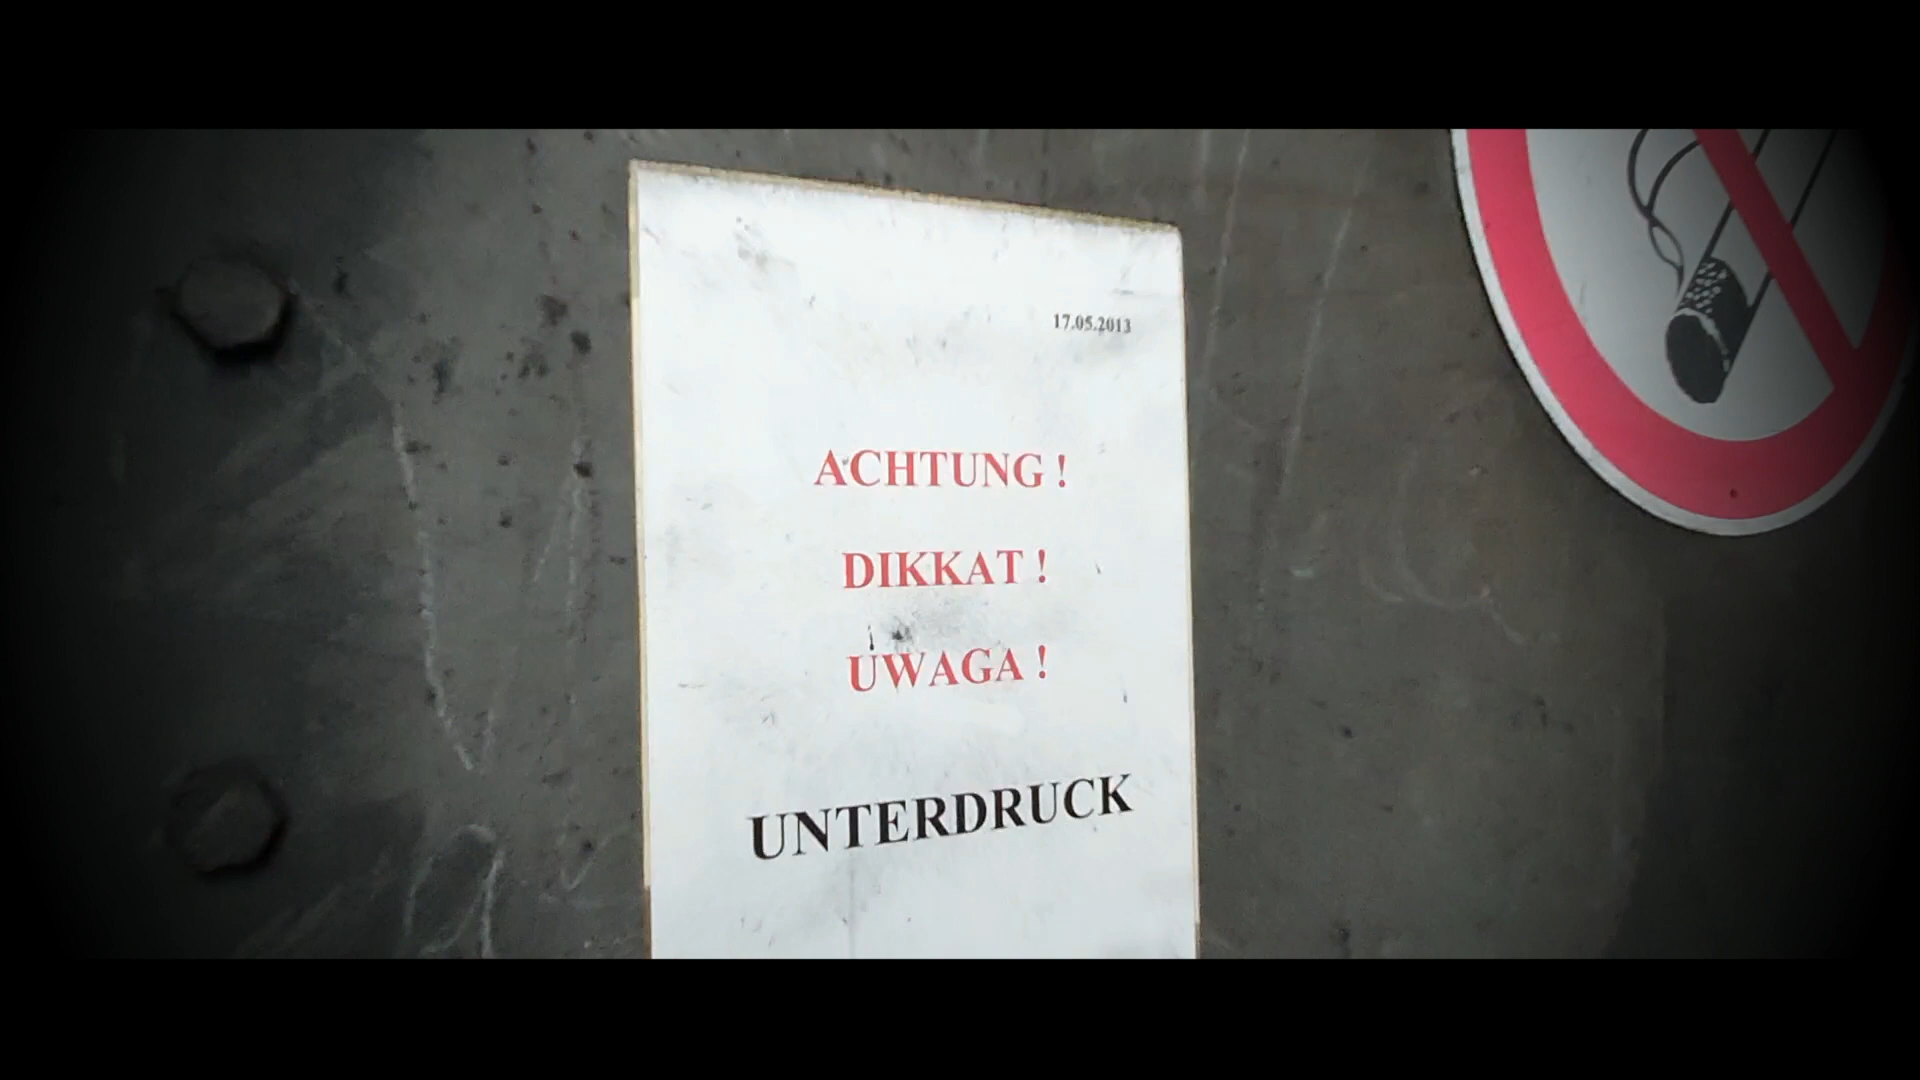 17.05.2013
ACHTUNG !
DIKKAT !
UWAGA !
UNTERDRUCK